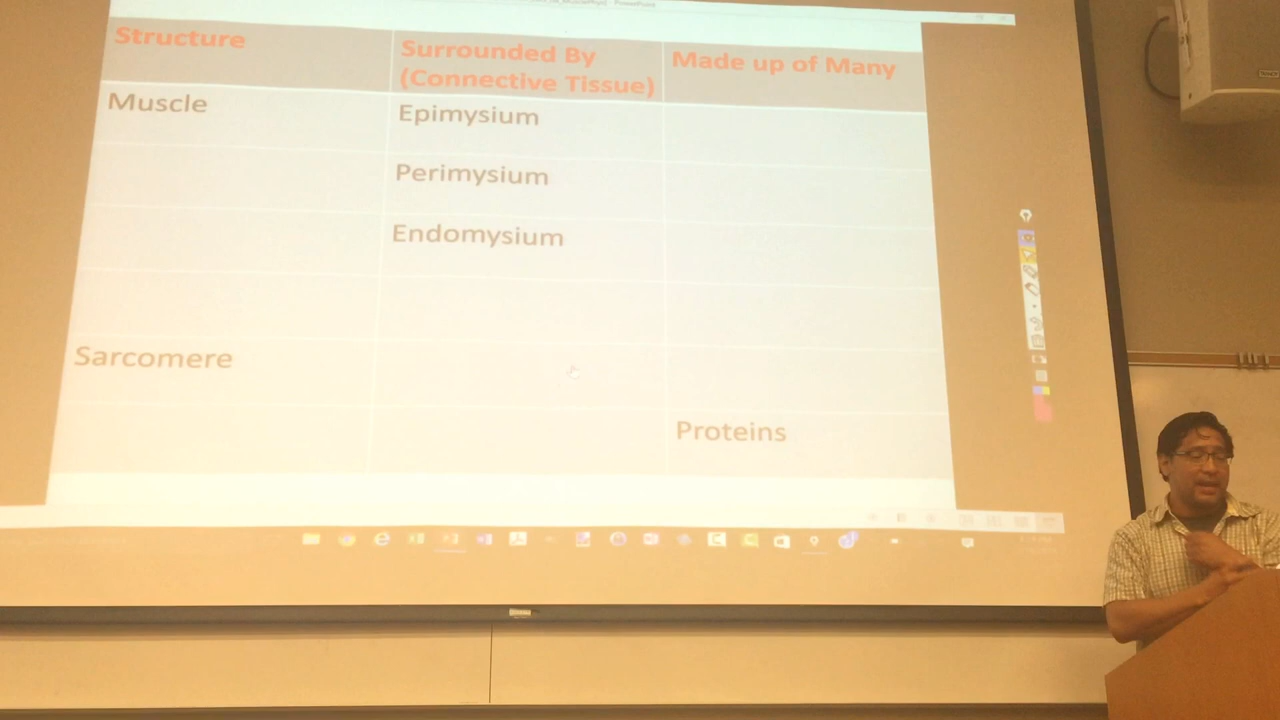 Structure
Surrounded By
(Connective Tissue)
Made up of Many
Muscle
Epimysium
Perimysium
Endomysium
Sarcomere
Proteins